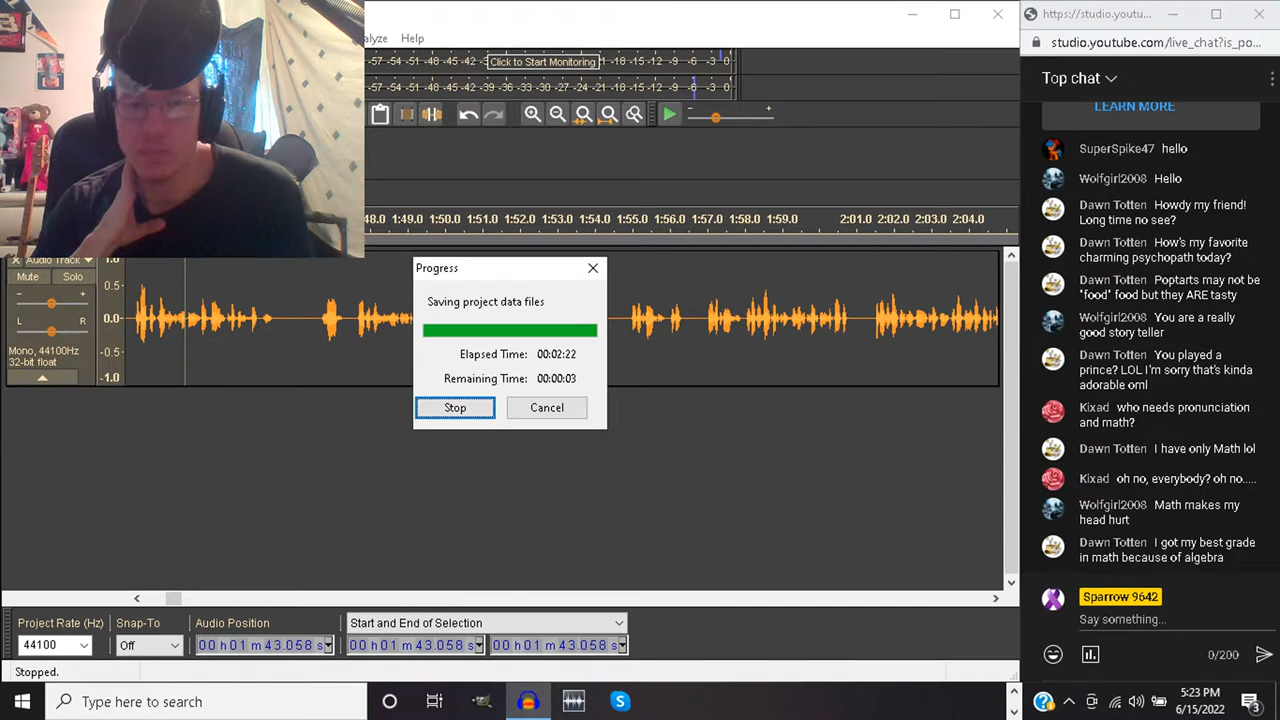 https://studio.youtu...
studio.youtube.com/live_chat?is_po...
alyze Help
-57 -54 -51 -48 -45 -42
Click to Start Monitoring
-18 -15 -12 -9 -6 -3 0
-57 -54 -51 -48 -45 -42 -39 -36 -33 -30 -27 -24 -21 -18 -15 -12 -9 -6 -3 0
- +
48.0 1:49.0 1:50.0 1:51.0 1:52.0 1:53.0 1:54.0 1:55.0 1:56.0 1:57.0 1:58.0 1:59.0 2:01.0 2:02.0 2:03.0 2:04.0
Audio Track
Mute Solo
- +
L R
Mono, 44100Hz
32-bit float
1.0
0.5
0.0
-0.5
-1.0
Progress
Saving project data files
Elapsed Time: 00:02:22
Remaining Time: 00:00:03
Stop Cancel
Top chat
LEARN MORE
SuperSpike47 hello
Wolfgirl2008 Hello
Dawn Totten Howdy my friend!
Long time no see?
Dawn Totten How's my favorite
charming psychopath today?
Dawn Totten Poptarts may not be
*food* food but they ARE tasty
Wolfgirl2008 You are a really
good story teller
Dawn Totten You played a
prince? LOL I'm sorry that's kinda
adorable oml
Kixad who needs pronunciation
and math?
Dawn Totten I have only Math lol
Kixad oh no, everybody? oh no.....
Wolfgirl2008 Math makes my
head hurt
Dawn Totten I got my best grade
in math because of algebra
Sparrow 9642
Say something...
0/200
Project Rate (Hz) Snap-To Audio Position Start and End of Selection
44100 Off 00 h 01 m 43.058 s 00 h 01 m 43.058 s 00 h 01 m 43.058 s
Stopped.
Type here to search
5:23 PM
6/15/2022
3